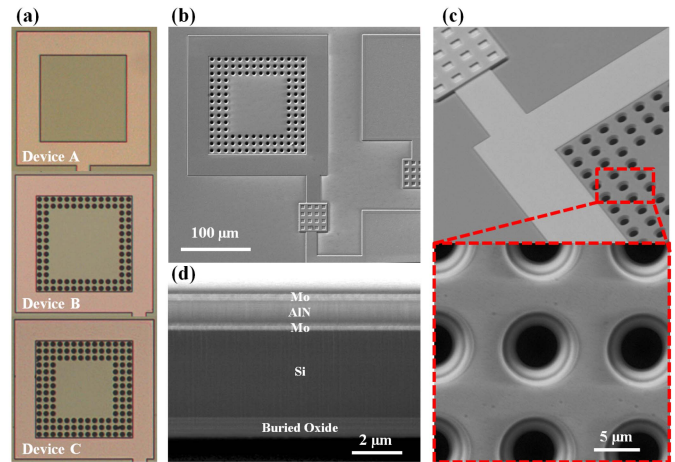 (a)
Device A
Device B
Device C
(b)
100 μm
(c)
5 μm
(d)
Mo
AlN
Mo
Si
Buried Oxide
2 μm